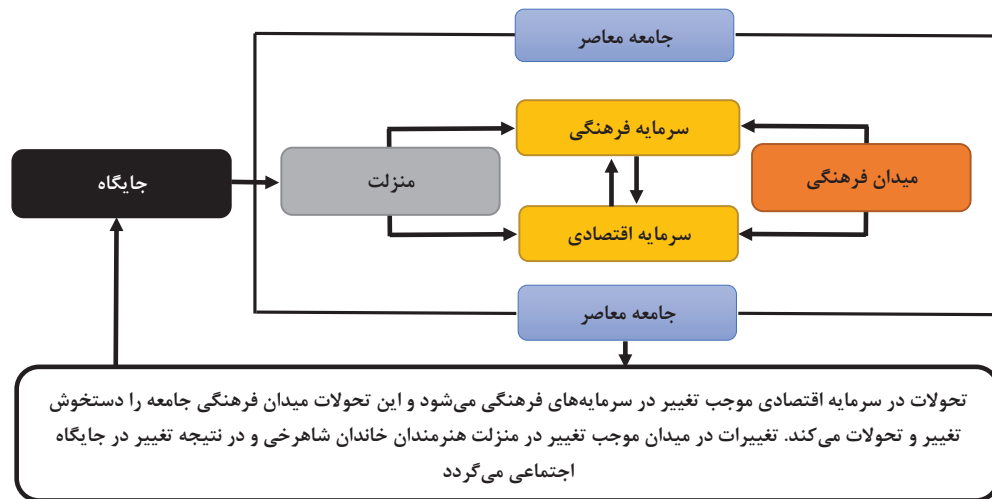 جامعه معاصر
سرمایه فرهنگی
میدان فرهنگی
منزلت
جایگاه
سرمایه اقتصادی
جامعه معاصر
تحولات در سرمایه اقتصادی موجب تغییر در سرمایه‌های فرهنگی می‌شود و این تحولات میدان فرهنگی جامعه را دستخوش
تغییر و تحولات می‌کند. تغییرات در میدان موجب تغییر در منزلت هنرمندان خاندان شاهرخی و در نتیجه تغییر در جایگاه
اجتماعی می‌گردد